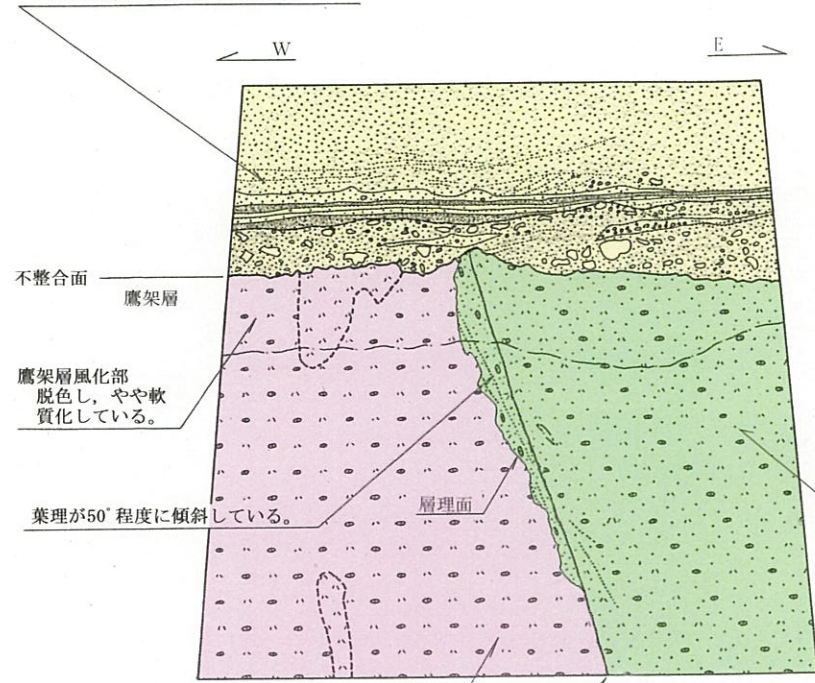 W
E
不整合面
鷹架層
鷹架層風化部
脱色し，やや軟
質化している。
葉理が50°程度に傾斜している。
層理面